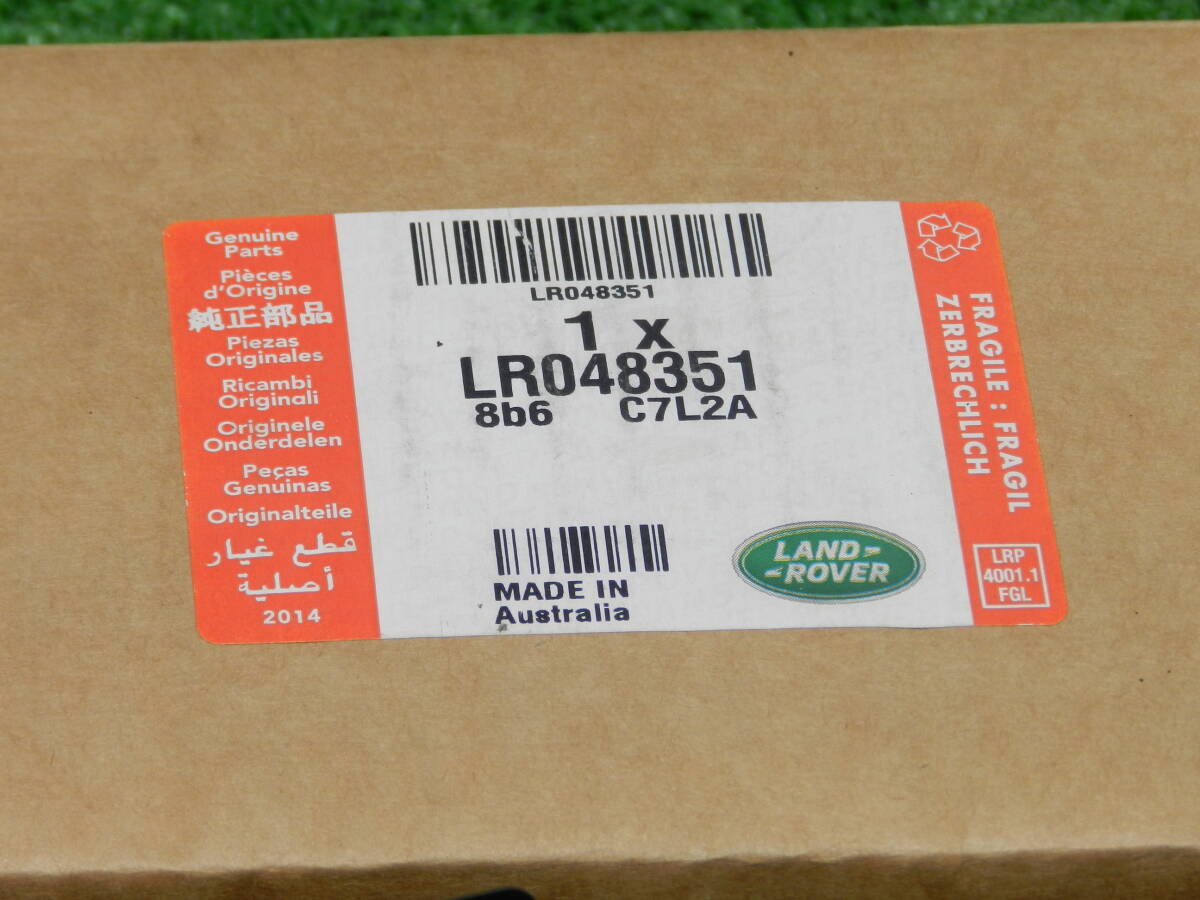 Genuine
Parts
Pièces
d'Origine
純正部品
Piezas
Originales
Ricambi
Originali
Originele
Onderdelen
Peças
Genuinas
Originalteile
قطع غيار
أصلية
2014
LR048351
1 x
LR048351
8b6 C7L2A
MADE IN
Australia
LAND-
-ROVER
FRAGILE : FRAGIL
ZERBRECHLICH
LRP
4001.1
FGL